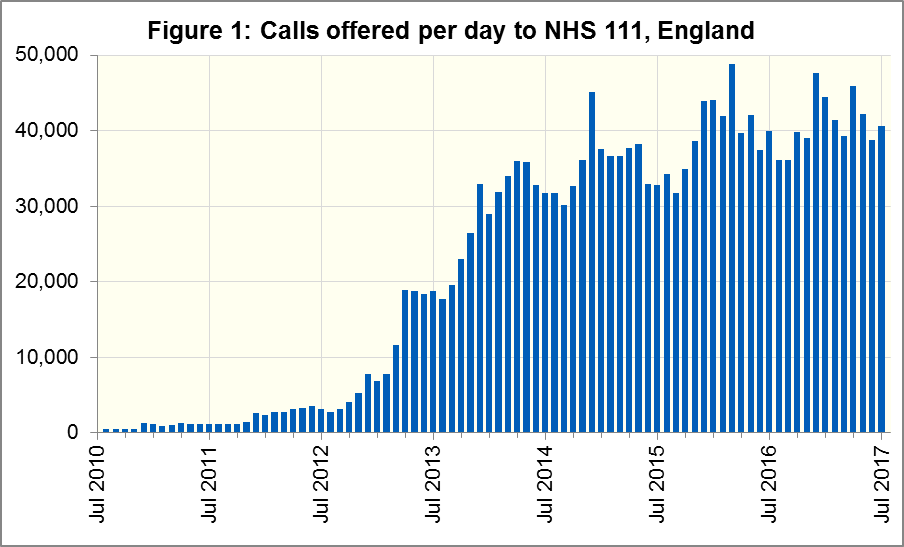 Figure 1: Calls offered per day to NHS 111, England
50,000
40,000
30,000
20,000
10,000
0
Jul 2010
Jul 2011
Jul 2012
Jul 2013
Jul 2014
Jul 2015
Jul 2016
Jul 2017